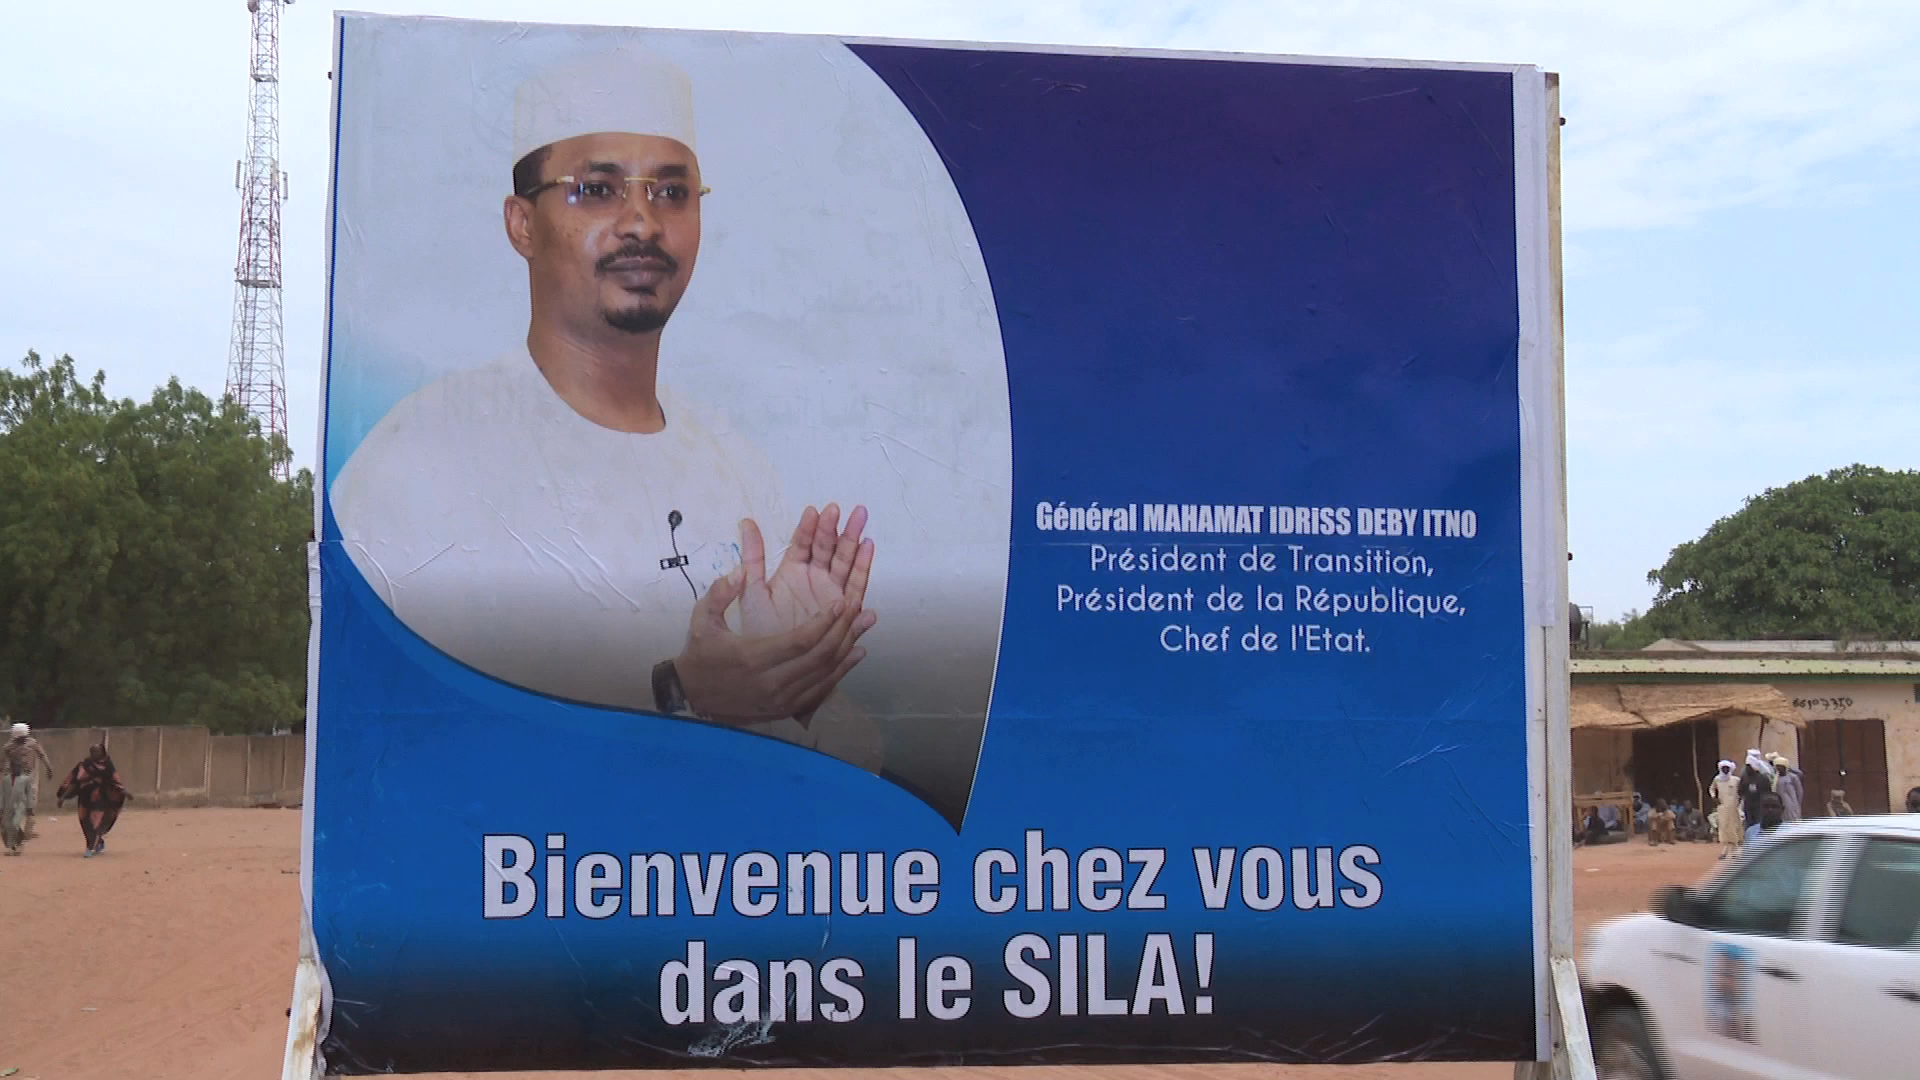 Général MAHAMAT IDRISS DEBY ITNO
Président de Transition,
Président de la République,
Chef de l'Etat.
Bienvenue chez vous
dans le SILA!
66907350